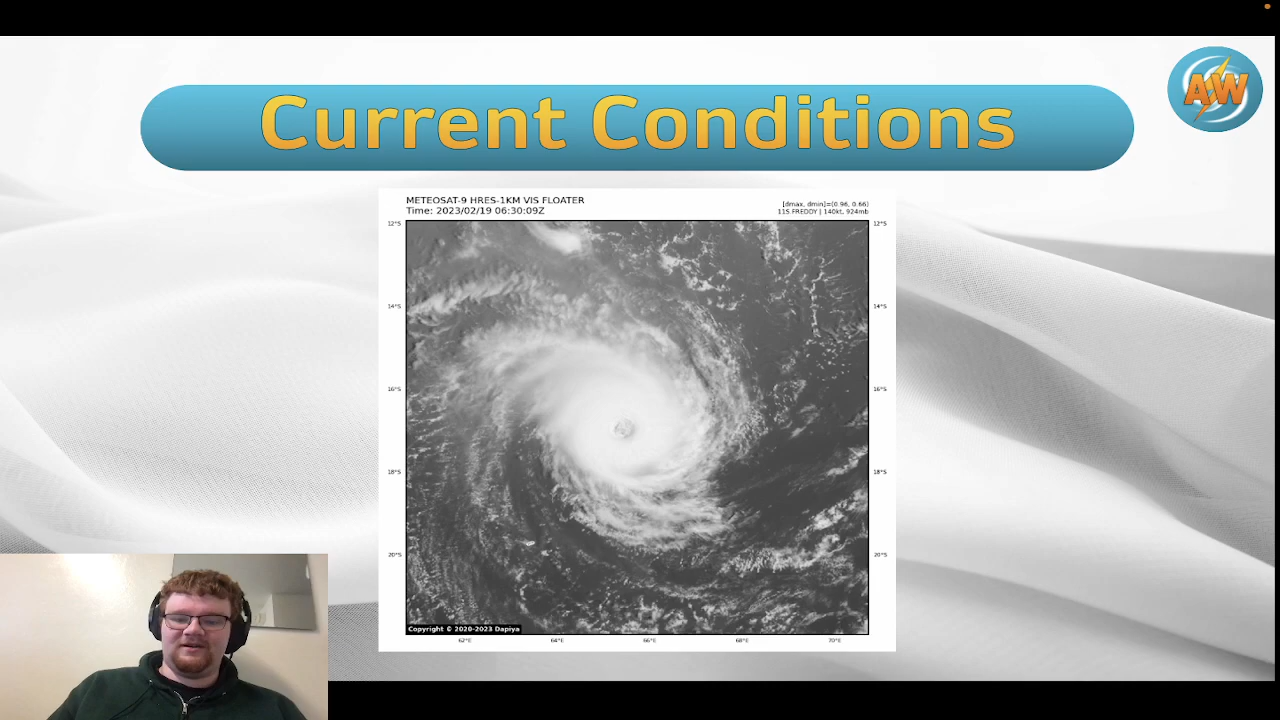 Current Conditions
AW
METEOSAT-9 HRES-1KM VIS FLOATER
Time: 2023/02/19 06:30:09Z
[dmax, dmin]=(0.96, 0.66)
11S.FREDDY | 140kt, 924mb
12°S 12°S
14°S 14°S
16°S 16°S
18°S 18°S
20°S 20°S
Copyright © 2020-2023 Dapiya
62°E 64°E 66°E 68°E 70°E